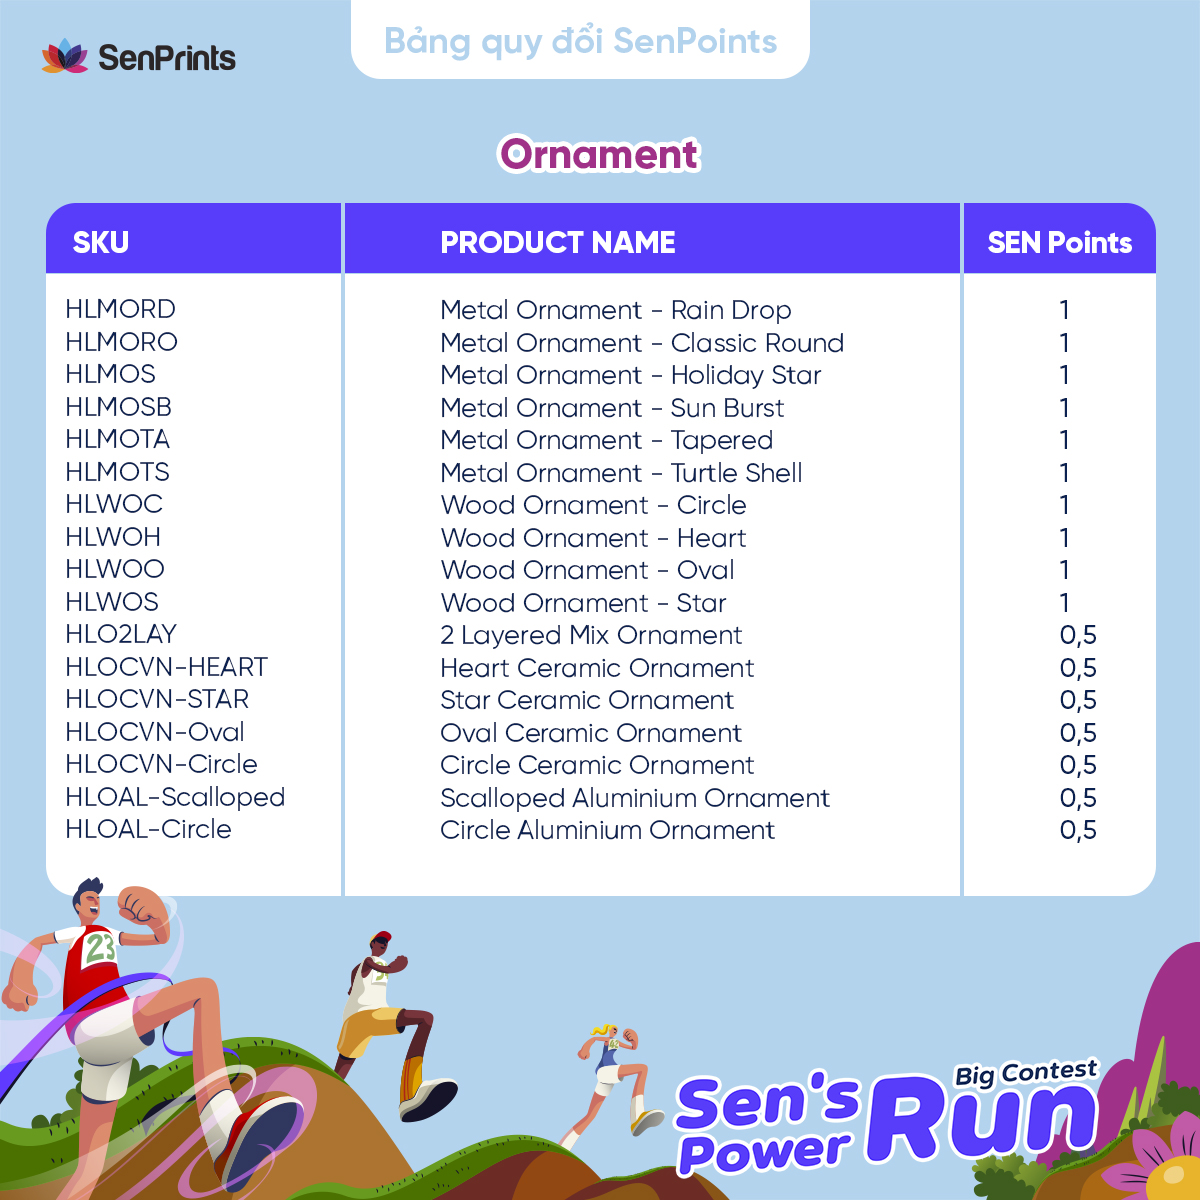 SenPrints
Bảng quy đổi SenPoints
Ornament
SKU PRODUCT NAME SEN Points
HLMORD Metal Ornament - Rain Drop 1
HLMORO Metal Ornament - Classic Round 1
HLMOS Metal Ornament - Holiday Star 1
HLMOSB Metal Ornament - Sun Burst 1
HLMOTA Metal Ornament - Tapered 1
HLMOTS Metal Ornament - Turtle Shell 1
HLWOC Wood Ornament - Circle 1
HLWOH Wood Ornament - Heart 1
HLWOO Wood Ornament - Oval 1
HLWOS Wood Ornament - Star 1
HLO2LAY 2 Layered Mix Ornament 0,5
HLOCVN-HEART Heart Ceramic Ornament 0,5
HLOCVN-STAR Star Ceramic Ornament 0,5
HLOCVN-Oval Oval Ceramic Ornament 0,5
HLOCVN-Circle Circle Ceramic Ornament 0,5
HLOAL-Scalloped Scalloped Aluminium Ornament 0,5
HLOAL-Circle Circle Aluminium Ornament 0,5
23
Big Contest
Sen's
Power Run